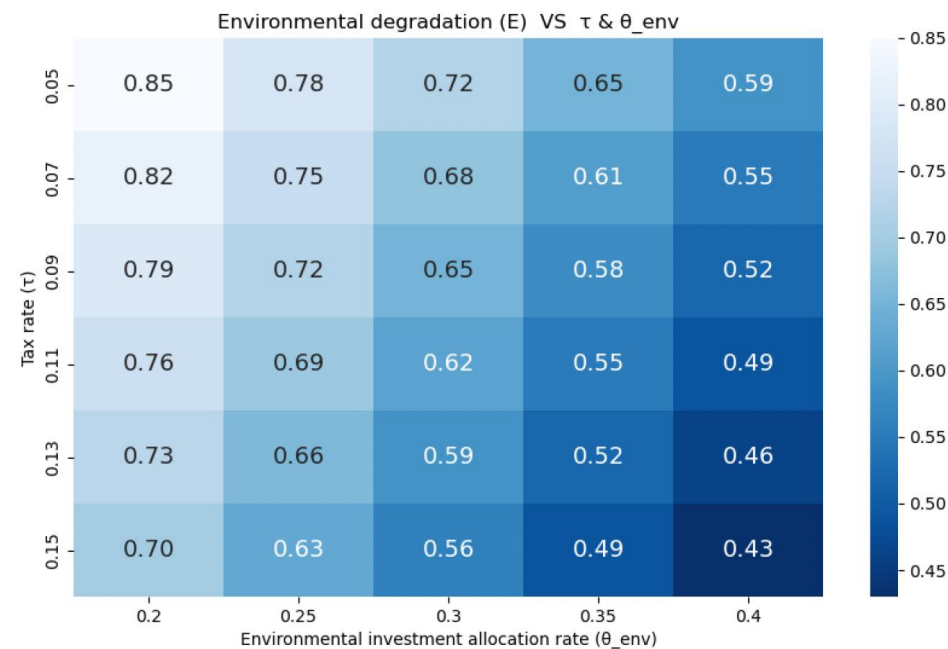 Environmental degradation (E) VS τ & θ_env
0.05 0.85 0.78 0.72 0.65 0.59
0.07 0.82 0.75 0.68 0.61 0.55
0.09 0.79 0.72 0.65 0.58 0.52
0.11 0.76 0.69 0.62 0.55 0.49
0.13 0.73 0.66 0.59 0.52 0.46
0.15 0.70 0.63 0.56 0.49 0.43
Tax rate (τ)
0.2 0.25 0.3 0.35 0.4
Environmental investment allocation rate (θ_env)
0.85
0.80
0.75
0.70
0.65
0.60
0.55
0.50
0.45